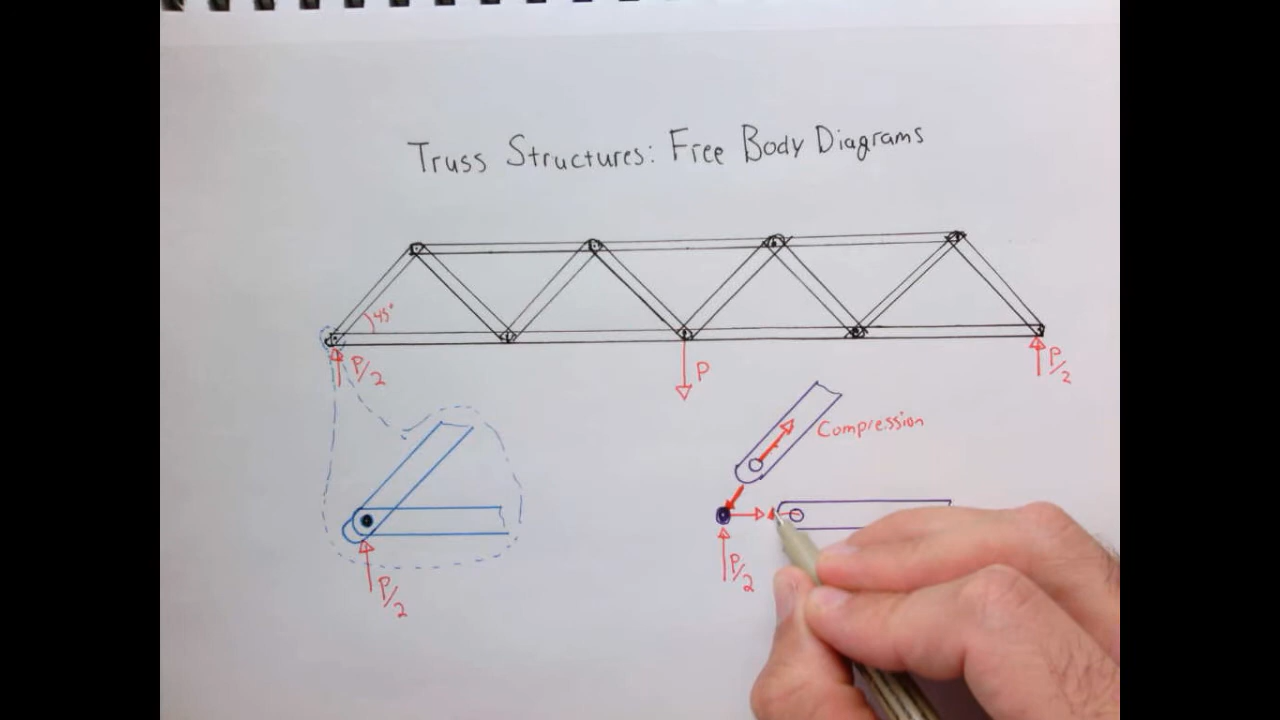 Truss Structures: Free Body Diagrams
45°
P/2
P
P/2
Compression
P/2
P/2